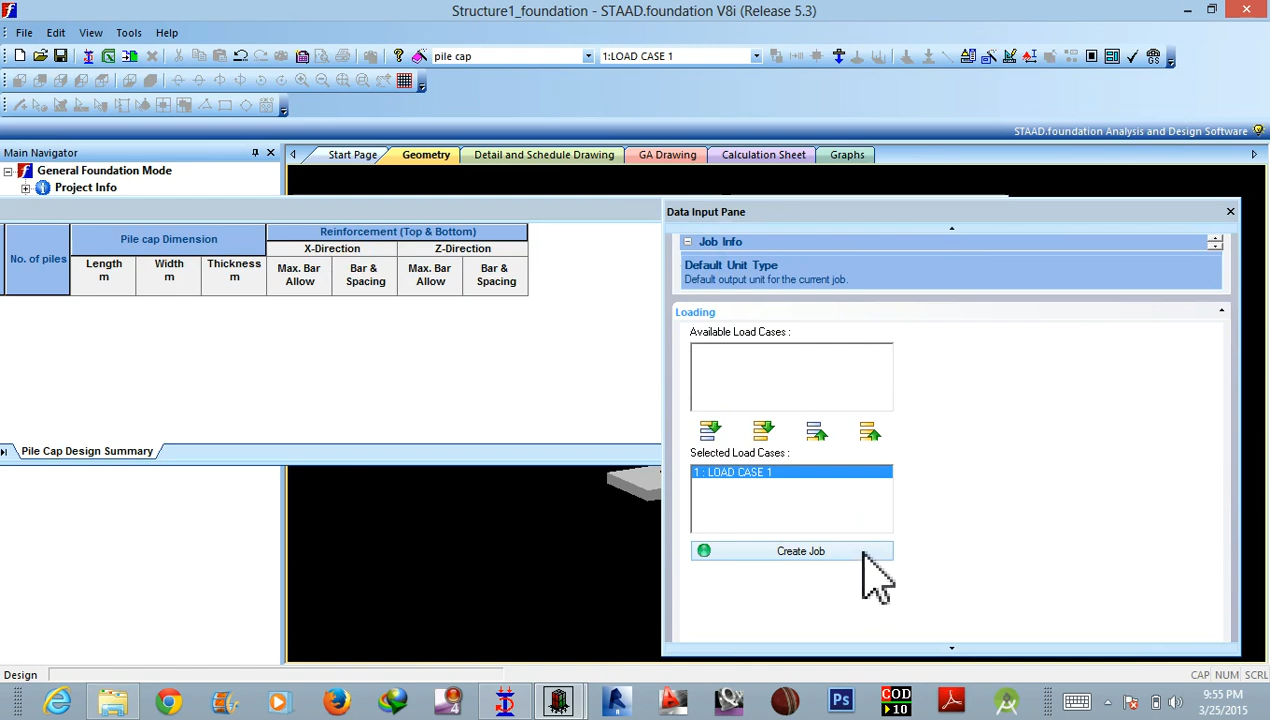 Structure1_foundation - STAAD.foundation V8i (Release 5.3)
File Edit View Tools Help
pile cap
1:LOAD CASE 1
STAAD.foundation Analysis and Design Software
Main Navigator
Start Page
Geometry
Detail and Schedule Drawing
GA Drawing
Calculation Sheet
Graphs
General Foundation Mode
Project Info
Data Input Pane
No. of piles
Pile cap Dimension
Length
m
Width
m
Thickness
m
Reinforcement (Top & Bottom)
X-Direction
Z-Direction
Max. Bar
Allow
Bar &
Spacing
Max. Bar
Allow
Bar &
Spacing
Job Info
Default Unit Type
Default output unit for the current job.
Loading
Available Load Cases :
Selected Load Cases :
1 : LOAD CASE 1
Create Job
Pile Cap Design Summary
Design
CAP NUM SCRL
COD
10
9:55 PM
3/25/2015